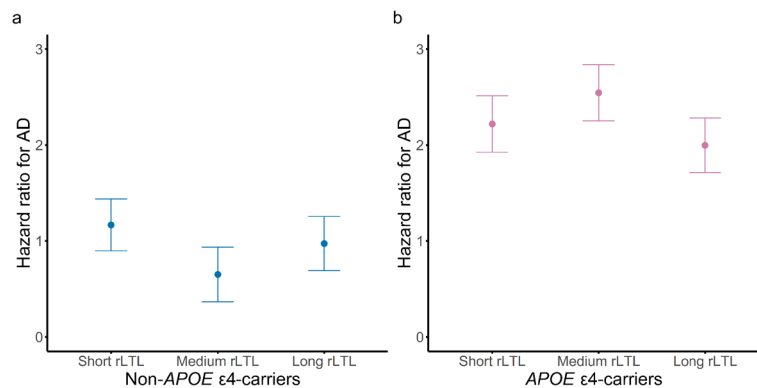 a
Hazard ratio for AD
3
2
1
0
Short rLTL Medium rLTL Long rLTL
Non-APOE ε4-carriers
b
Hazard ratio for AD
3
2
1
0
Short rLTL Medium rLTL Long rLTL
APOE ε4-carriers